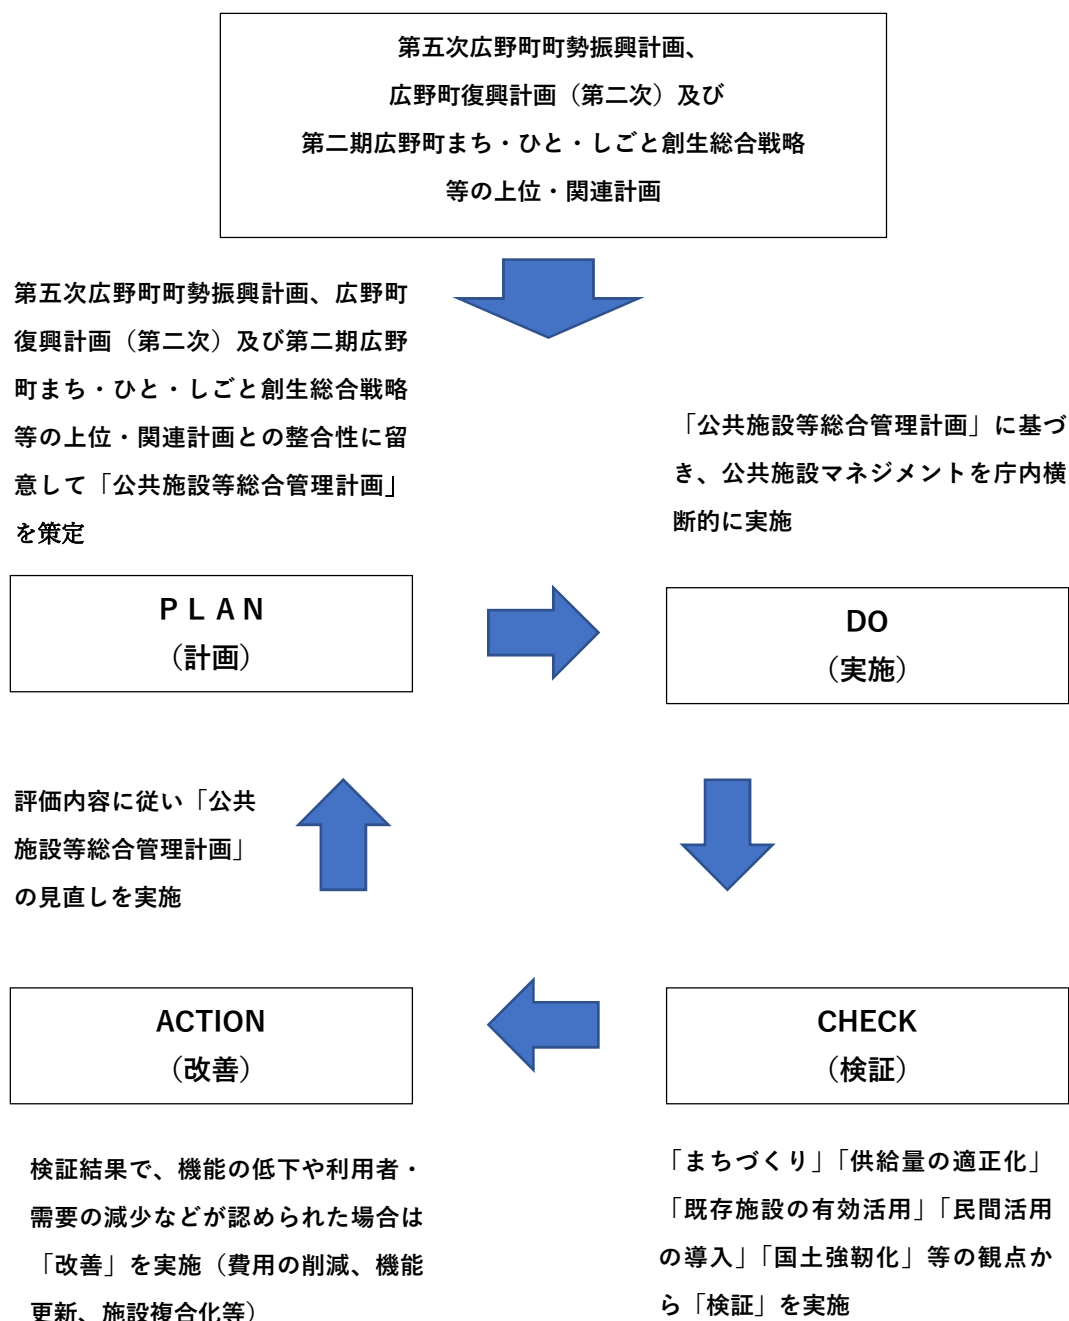 第五次広野町町勢振興計画、
広野町復興計画（第二次）及び
第二期広野町まち・ひと・しごと創生総合戦略
等の上位・関連計画
第五次広野町町勢振興計画、広野町
復興計画（第二次）及び第二期広野
町まち・ひと・しごと創生総合戦略
等の上位・関連計画との整合性に留
意して「公共施設等総合管理計画」
を策定
「公共施設等総合管理計画」に基づ
き、公共施設マネジメントを庁内横
断的に実施
ＰＬＡＮ
（計画）
DO
（実施）
評価内容に従い「公共
施設等総合管理計画」
の見直しを実施
ACTION
（改善）
CHECK
（検証）
検証結果で、機能の低下や利用者・
需要の減少などが認められた場合は
「改善」を実施（費用の削減、機能
更新、施設複合化等）
「まちづくり」「供給量の適正化」
「既存施設の有効活用」「民間活用
の導入」「国土強靭化」等の観点か
ら「検証」を実施